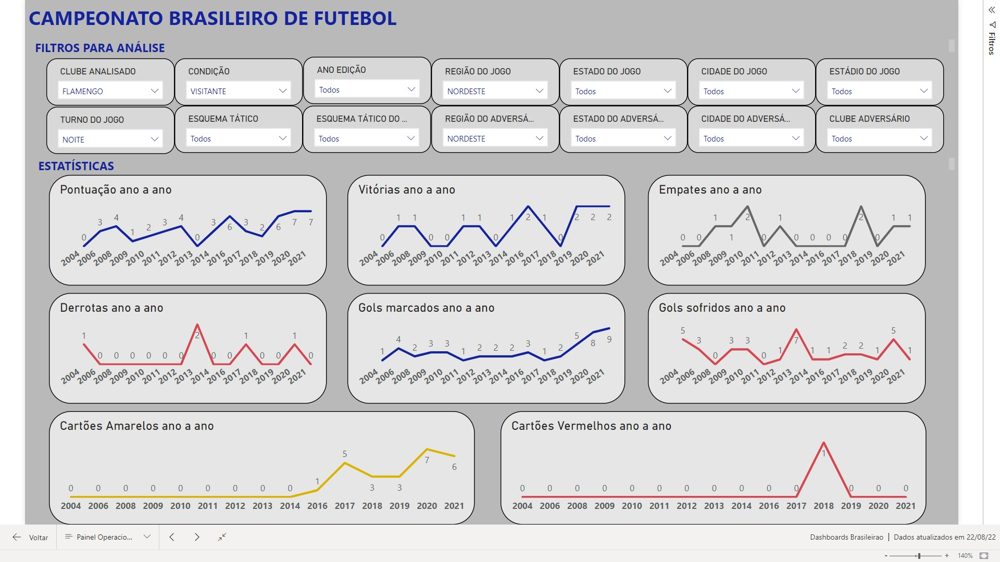 CAMPEONATO BRASILEIRO DE FUTEBOL
Filtros
FILTROS PARA ANÁLISE
CLUBE ANALISADO
FLAMENGO
CONDIÇÃO
VISITANTE
ANO EDIÇÃO
Todos
REGIÃO DO JOGO
NORDESTE
ESTADO DO JOGO
Todos
CIDADE DO JOGO
Todos
ESTÁDIO DO JOGO
Todos
TURNO DO JOGO
NOITE
ESQUEMA TÁTICO
Todos
ESQUEMA TÁTICO DO ...
Todos
REGIÃO DO ADVERSÁ...
NORDESTE
ESTADO DO ADVERSÁ...
Todos
CIDADE DO ADVERSÁ...
Todos
CLUBE ADVERSÁRIO
Todos
ESTATÍSTICAS
Pontuação ano a ano
0 3 4 1 2 3 4 0 3 6 3 2 6 7 7
2004 2006 2008 2009 2010 2011 2012 2013 2014 2016 2017 2018 2019 2020 2021
Vitórias ano a ano
0 1 1 0 0 1 1 0 1 2 1 0 2 2 2
2004 2006 2008 2009 2010 2011 2012 2013 2014 2016 2017 2018 2019 2020 2021
Empates ano a ano
0 0 1 1 2 0 1 0 0 0 0 2 0 1 1
2004 2006 2008 2009 2010 2011 2012 2013 2014 2016 2017 2018 2019 2020 2021
Derrotas ano a ano
1 0 0 0 0 0 0 2 0 0 1 0 0 1 0
2004 2006 2008 2009 2010 2011 2012 2013 2014 2016 2017 2018 2019 2020 2021
Gols marcados ano a ano
1 4 2 3 3 1 2 2 2 3 1 2 5 8 9
2004 2006 2008 2009 2010 2011 2012 2013 2014 2016 2017 2018 2019 2020 2021
Gols sofridos ano a ano
5 3 0 3 3 0 1 7 1 1 2 2 1 5 1
2004 2006 2008 2009 2010 2011 2012 2013 2014 2016 2017 2018 2019 2020 2021
Cartões Amarelos ano a ano
0 0 0 0 0 0 0 0 0 1 5 3 3 7 6
2004 2006 2008 2009 2010 2011 2012 2013 2014 2016 2017 2018 2019 2020 2021
Cartões Vermelhos ano a ano
0 0 0 0 0 0 0 0 0 0 0 1 0 0 0
2004 2006 2008 2009 2010 2011 2012 2013 2014 2016 2017 2018 2019 2020 2021
Voltar
Painel Operacio...
Dashboards Brasileirao | Dados atualizados em 22/08/22
- + 140%